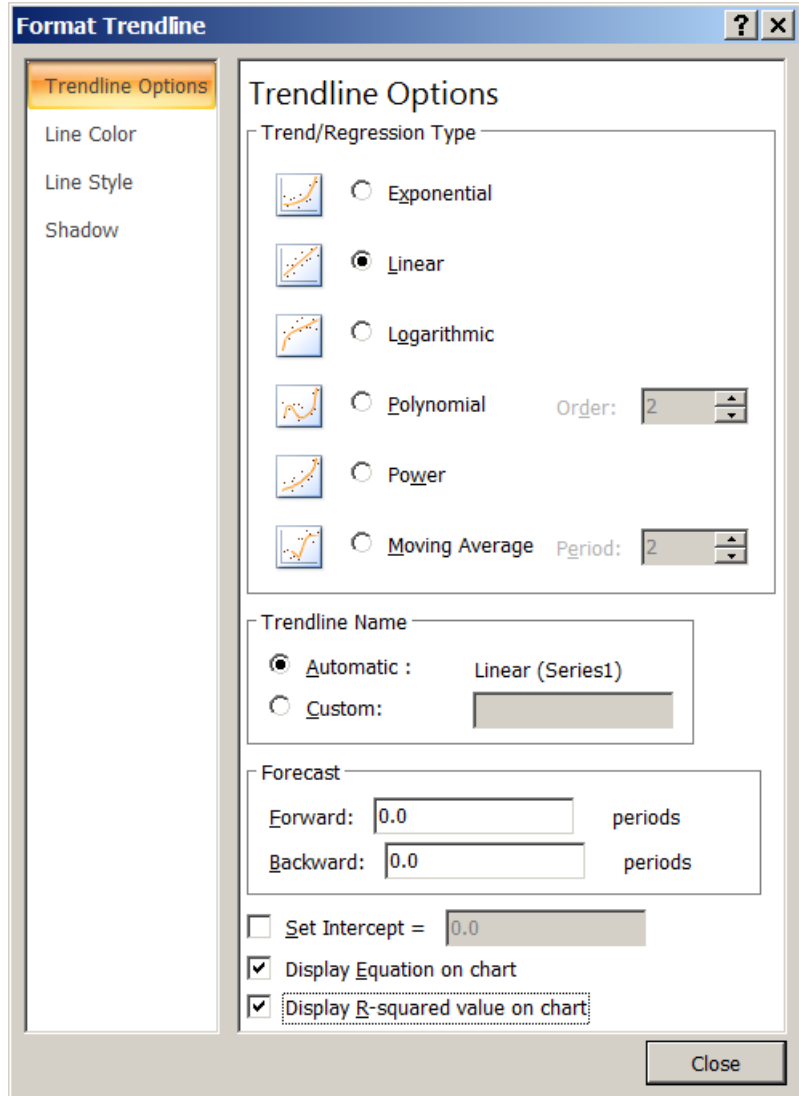 Format Trendline
? ×
Trendline Options
Line Color
Line Style
Shadow
Trendline Options
Trend/Regression Type
Exponential
Linear
Logarithmic
Polynomial Order: 2
Power
Moving Average Period: 2
Trendline Name
Automatic : Linear (Series1)
Custom:
Forecast
Forward: 0.0 periods
Backward: 0.0 periods
Set Intercept = 0.0
Display Equation on chart
Display R-squared value on chart
Close